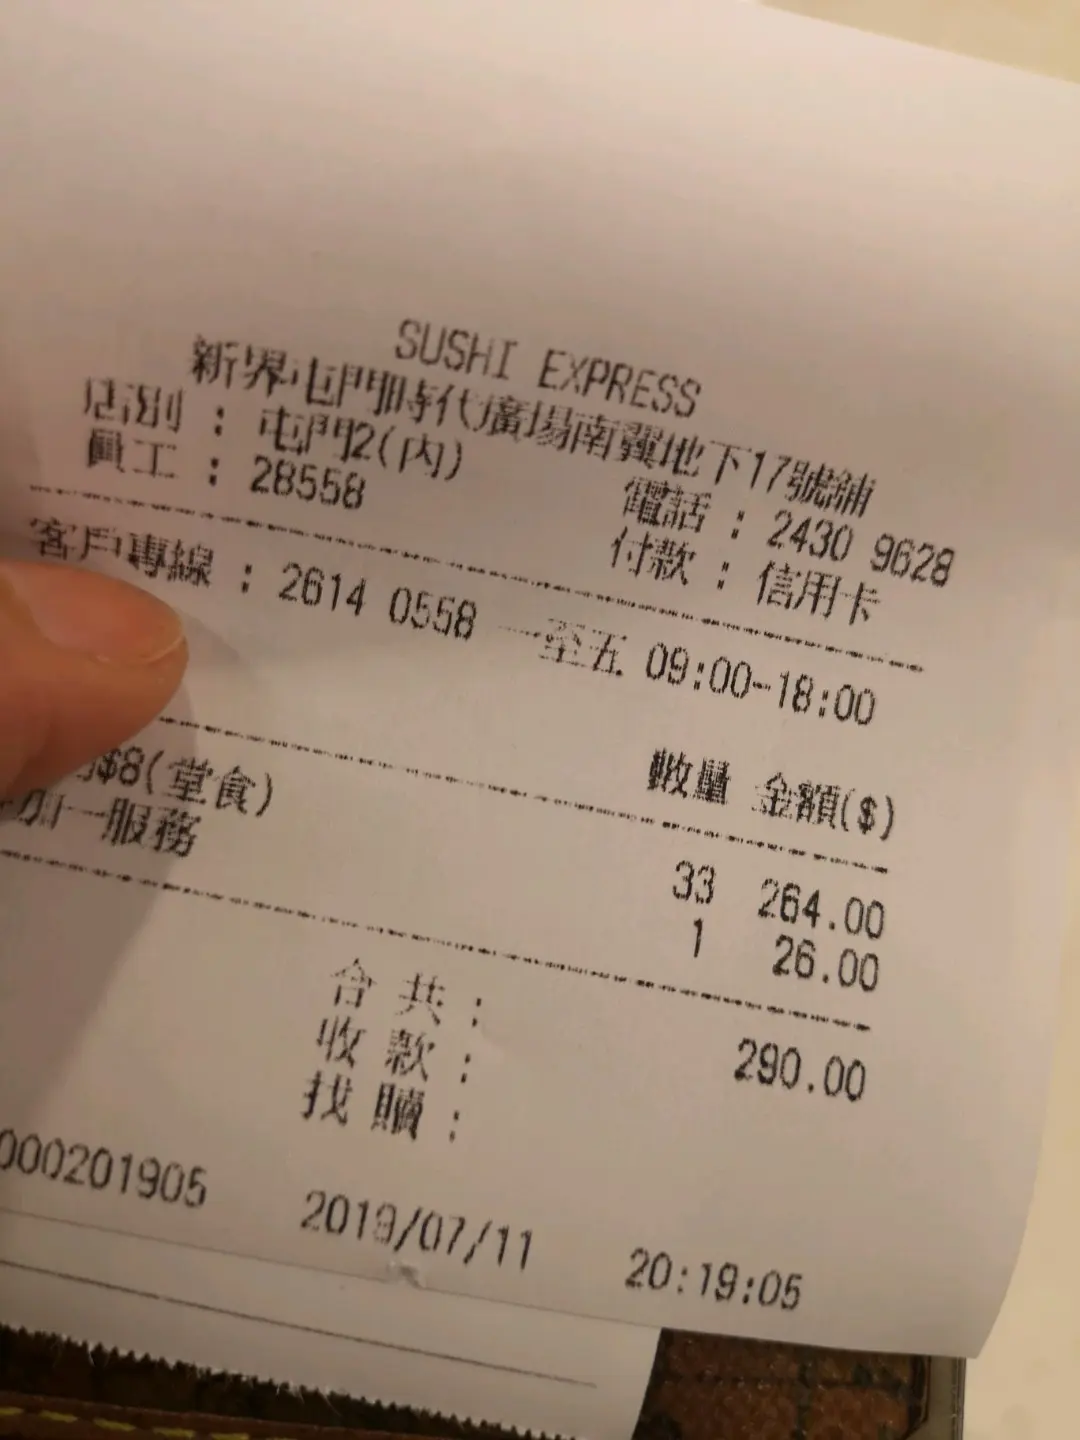 SUSHI EXPRESS
新界屯門時代廣場南翼地下17號舖
店別 : 屯門2(內) 電話 : 2430 9628
員工 : 28558 付款 : 信用卡
客戶專線 : 2614 0558 一至五 09:00-18:00
數量 金額($)
$8(堂食) 33 264.00
加一服務 1 26.00
合 共 : 290.00
收 款 :
找 贖 :
000201905 2019/07/11 20:19:05